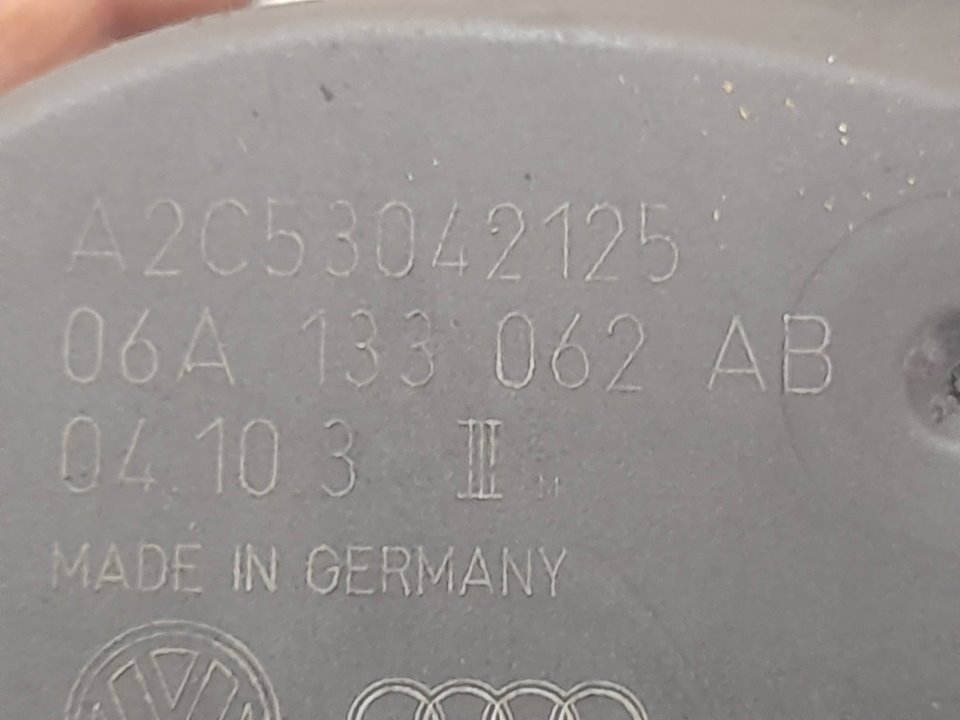 A2C53042125
06A 133 062 AB
04.10 3 III
MADE IN GERMANY